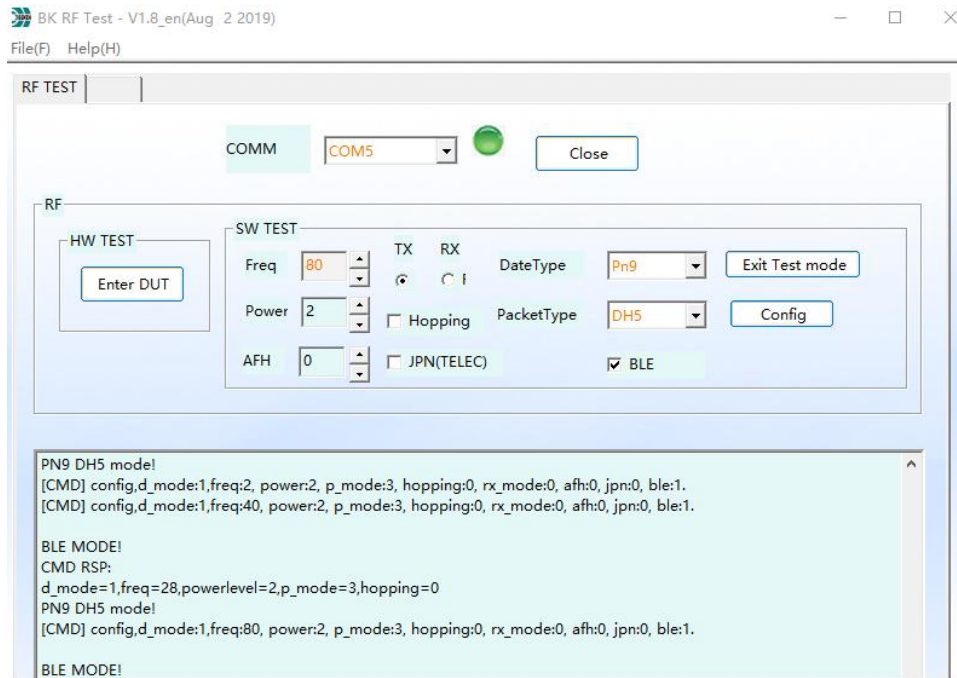 BK RF Test - V1.8_en(Aug 2 2019)
File(F) Help(H)
RF TEST
COMM COM5 Close
RF
HW TEST
Enter DUT
SW TEST
Freq 80 TX RX DateType Pn9 Exit Test mode
Power 2 Hopping PacketType DH5 Config
AFH 0 JPN(TELEC) BLE
PN9 DH5 mode!
[CMD] config,d_mode:1,freq:2, power:2, p_mode:3, hopping:0, rx_mode:0, afh:0, jpn:0, ble:1.
[CMD] config,d_mode:1,freq:40, power:2, p_mode:3, hopping:0, rx_mode:0, afh:0, jpn:0, ble:1.
BLE MODE!
CMD RSP:
d_mode=1,freq=28,powerlevel=2,p_mode=3,hopping=0
PN9 DH5 mode!
[CMD] config,d_mode:1,freq:80, power:2, p_mode:3, hopping:0, rx_mode:0, afh:0, jpn:0, ble:1.
BLE MODE!